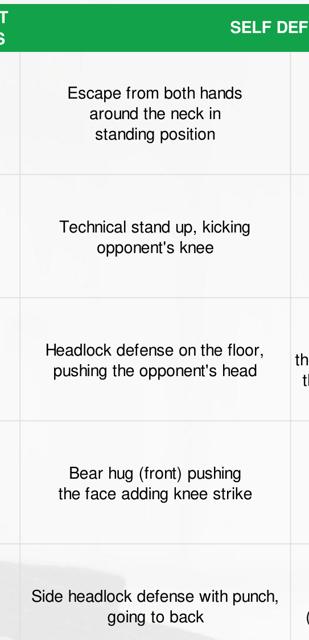 T
S
SELF DEF
Escape from both hands
around the neck in
standing position
Technical stand up, kicking
opponent's knee
Headlock defense on the floor,
pushing the opponent's head
th
t
Bear hug (front) pushing
the face adding knee strike
Side headlock defense with punch,
going to back
(